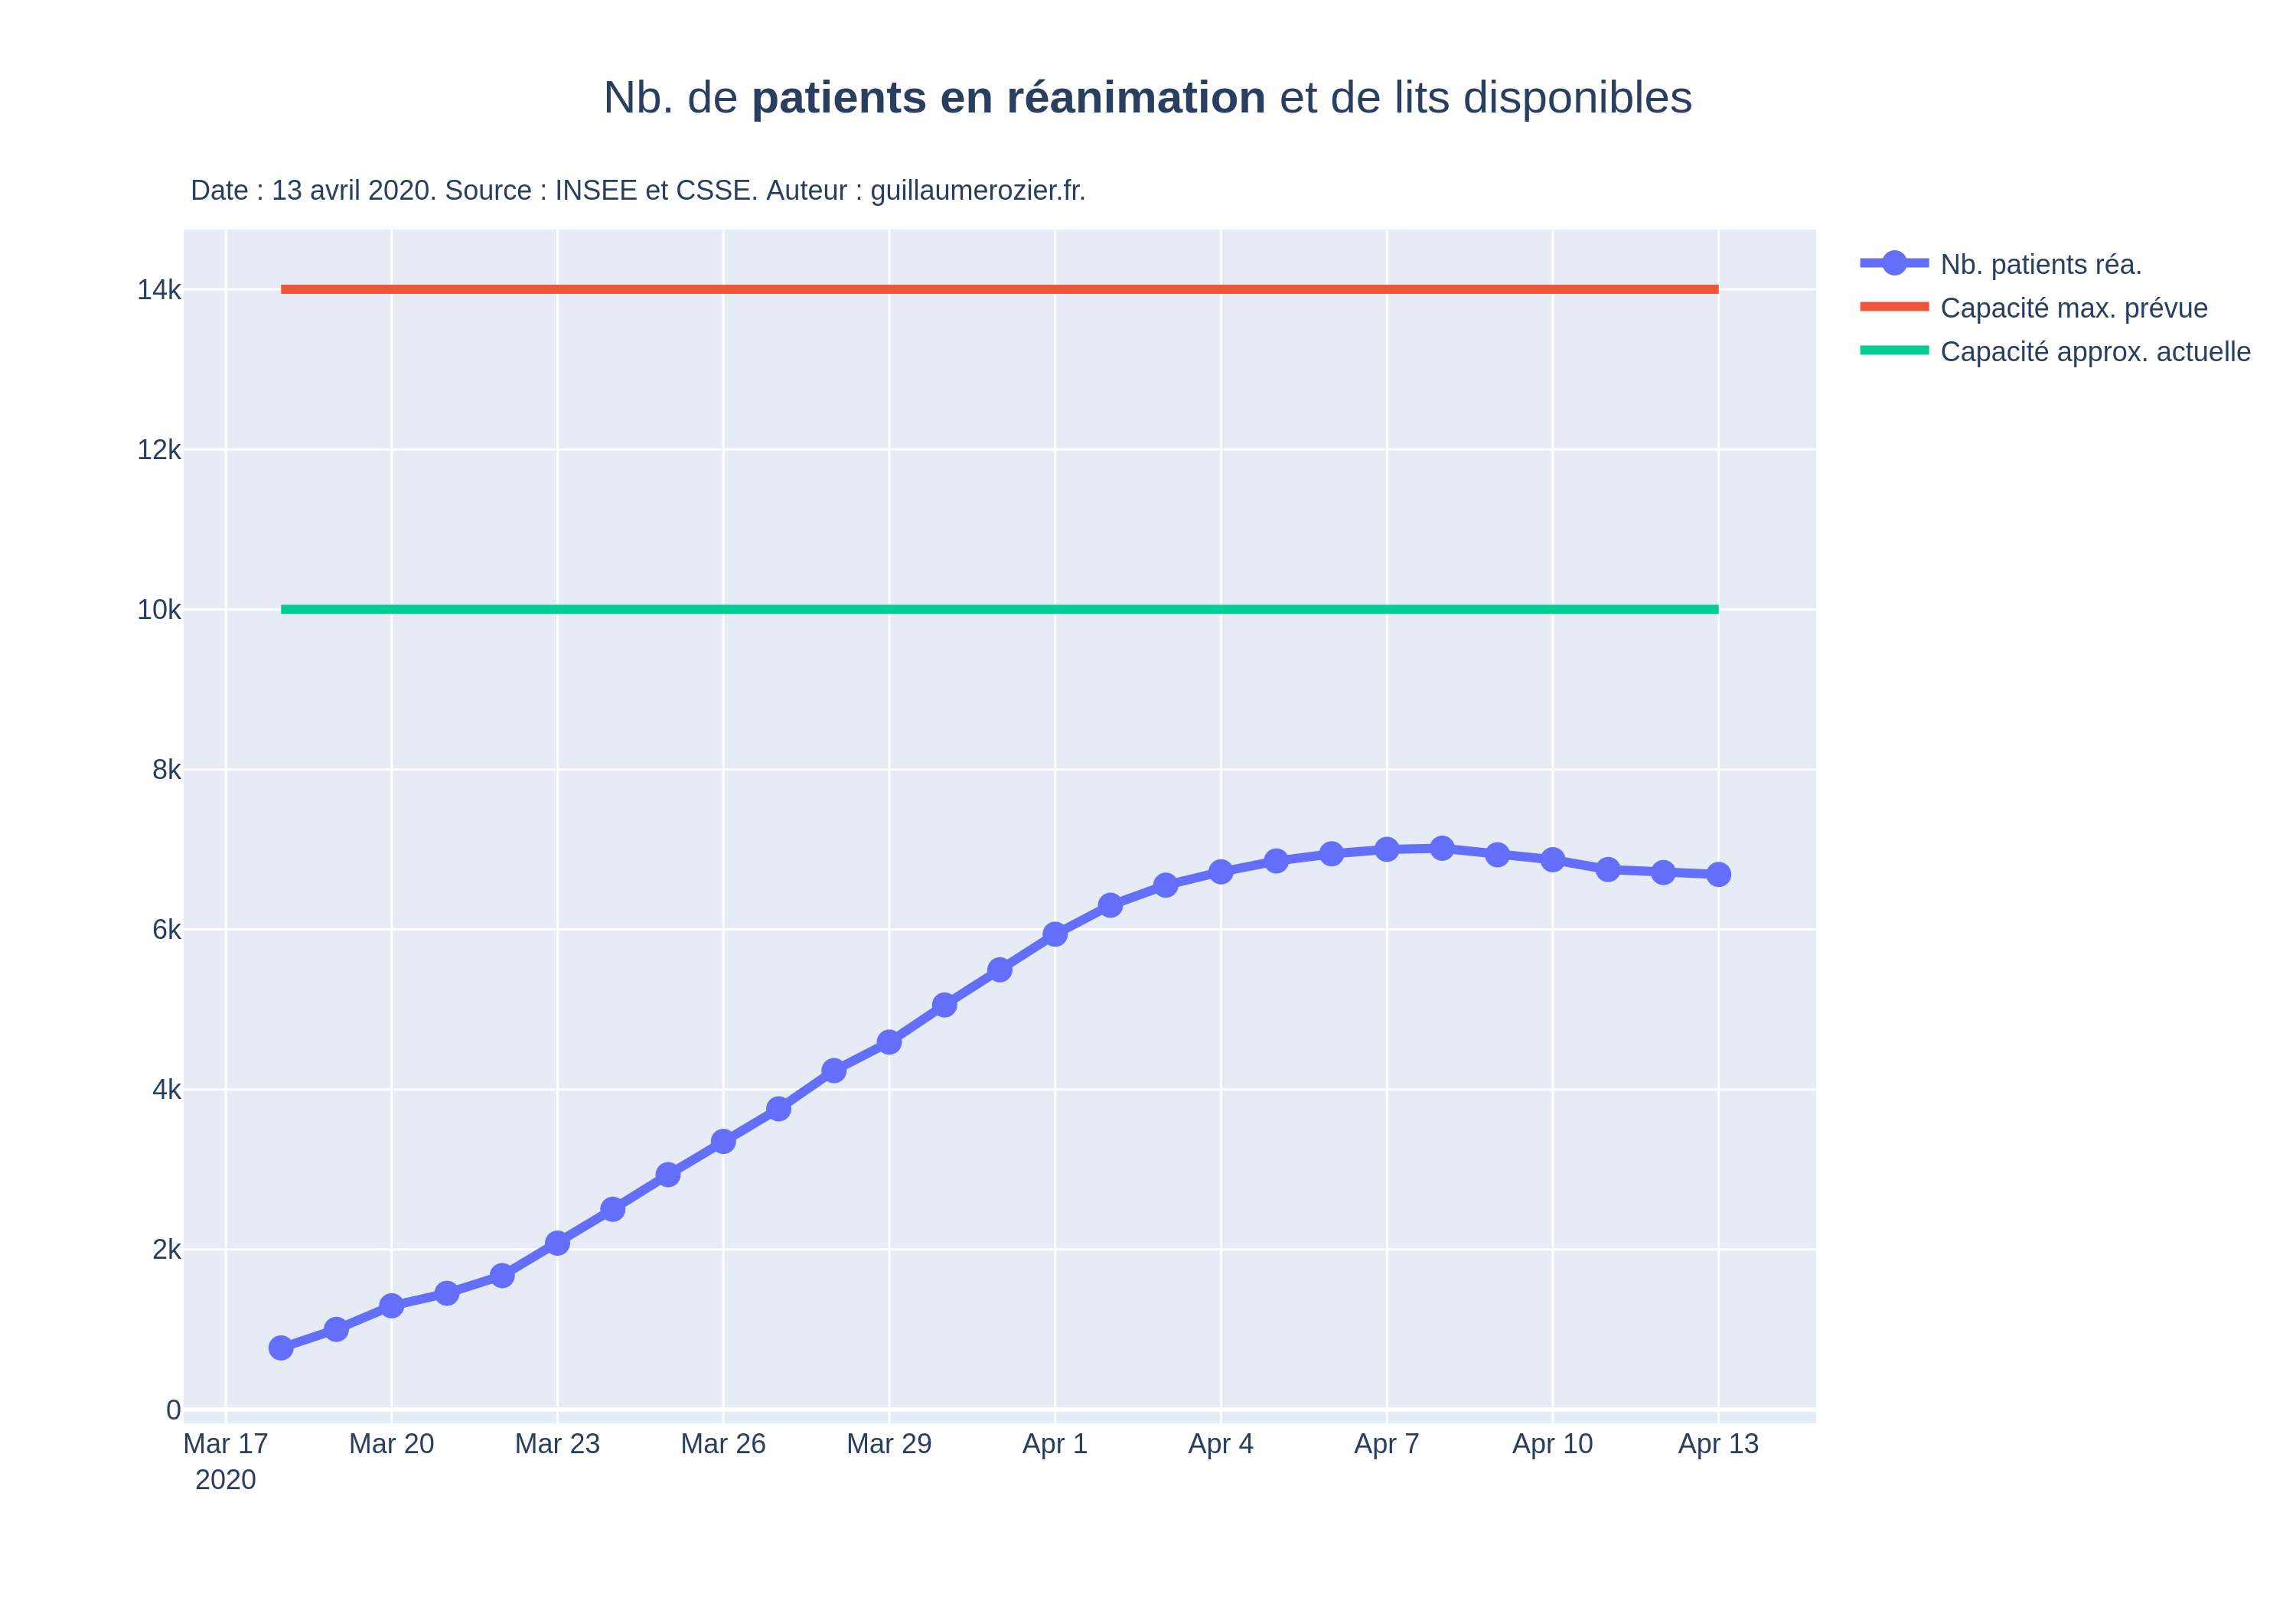 Nb. de patients en réanimation et de lits disponibles
Date : 13 avril 2020. Source : INSEE et CSSE. Auteur : guillaumerozier.fr.
Nb. patients réa.
Capacité max. prévue
Capacité approx. actuelle
14k
12k
10k
8k
6k
4k
2k
0
Mar 17 Mar 20 Mar 23 Mar 26 Mar 29 Apr 1 Apr 4 Apr 7 Apr 10 Apr 13
2020